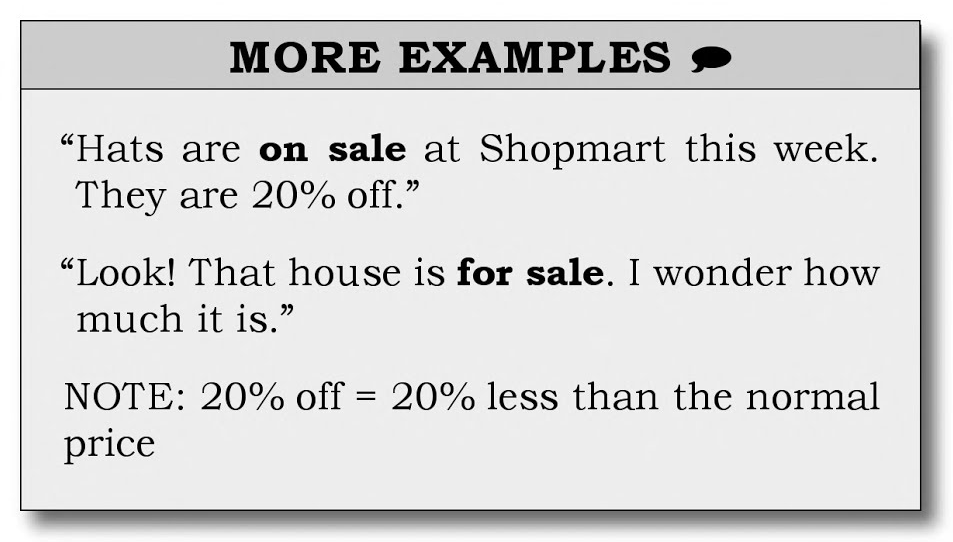 MORE EXAMPLES
“Hats are on sale at Shopmart this week.
They are 20% off.”
“Look! That house is for sale. I wonder how
much it is.”
NOTE: 20% off = 20% less than the normal
price